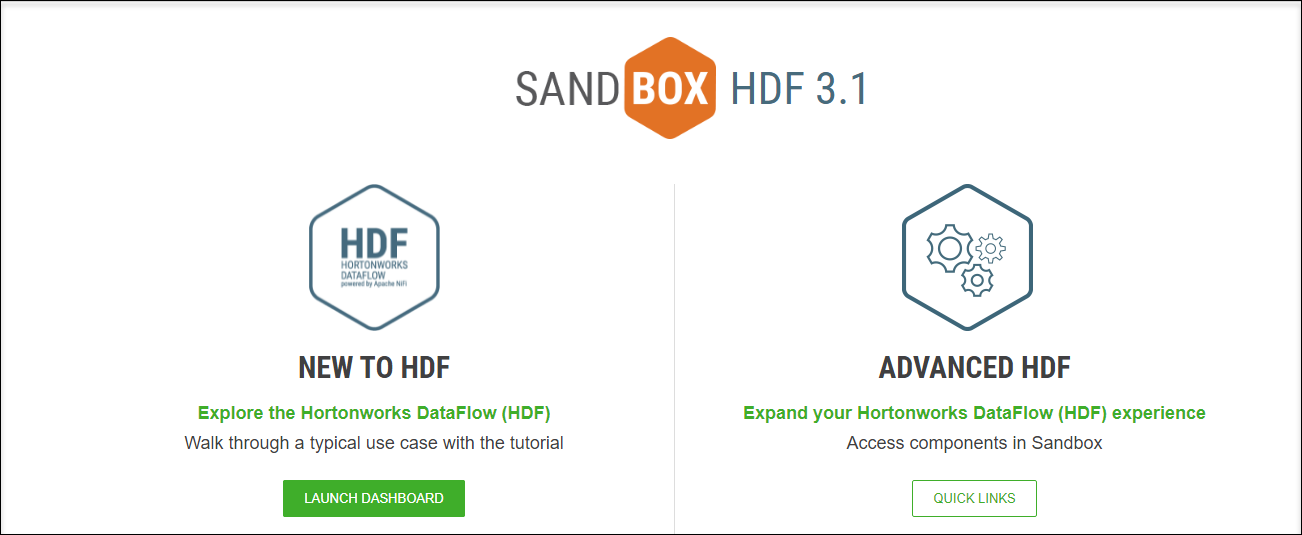 SANDBOX HDF 3.1
HDF
HORTONWORKS
DATAFLOW
powered by Apache NiFi
NEW TO HDF
Explore the Hortonworks DataFlow (HDF)
Walk through a typical use case with the tutorial
LAUNCH DASHBOARD
ADVANCED HDF
Expand your Hortonworks DataFlow (HDF) experience
Access components in Sandbox
QUICK LINKS